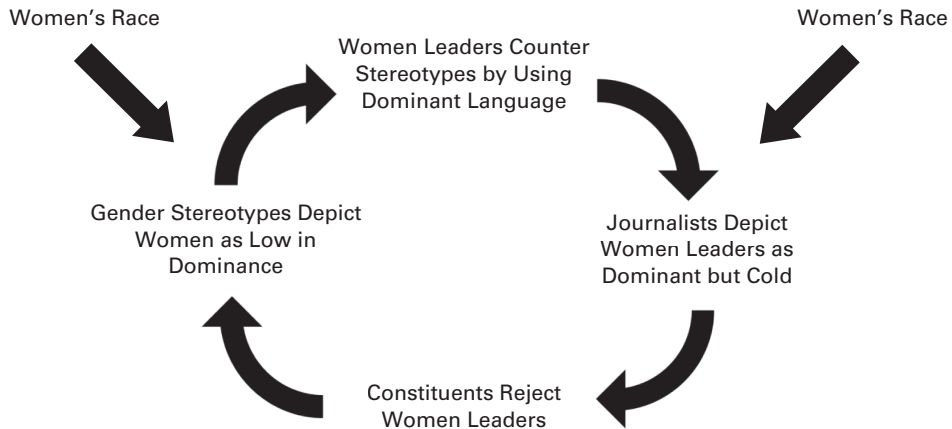 Women's Race
Women's Race
Women Leaders Counter
Stereotypes by Using
Dominant Language
Gender Stereotypes Depict
Women as Low in
Dominance
Journalists Depict
Women Leaders as
Dominant but Cold
Constituents Reject
Women Leaders